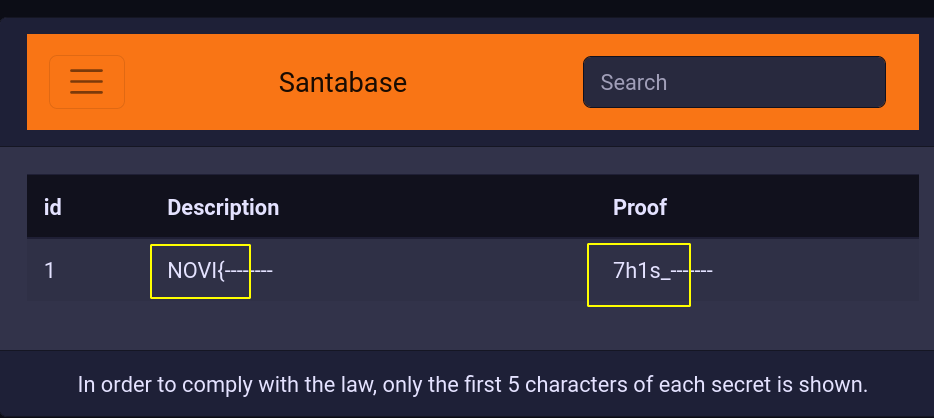 Santabase Search
id Description Proof
1 NOVI{-------- 7h1s_-------
In order to comply with the law, only the first 5 characters of each secret is shown.